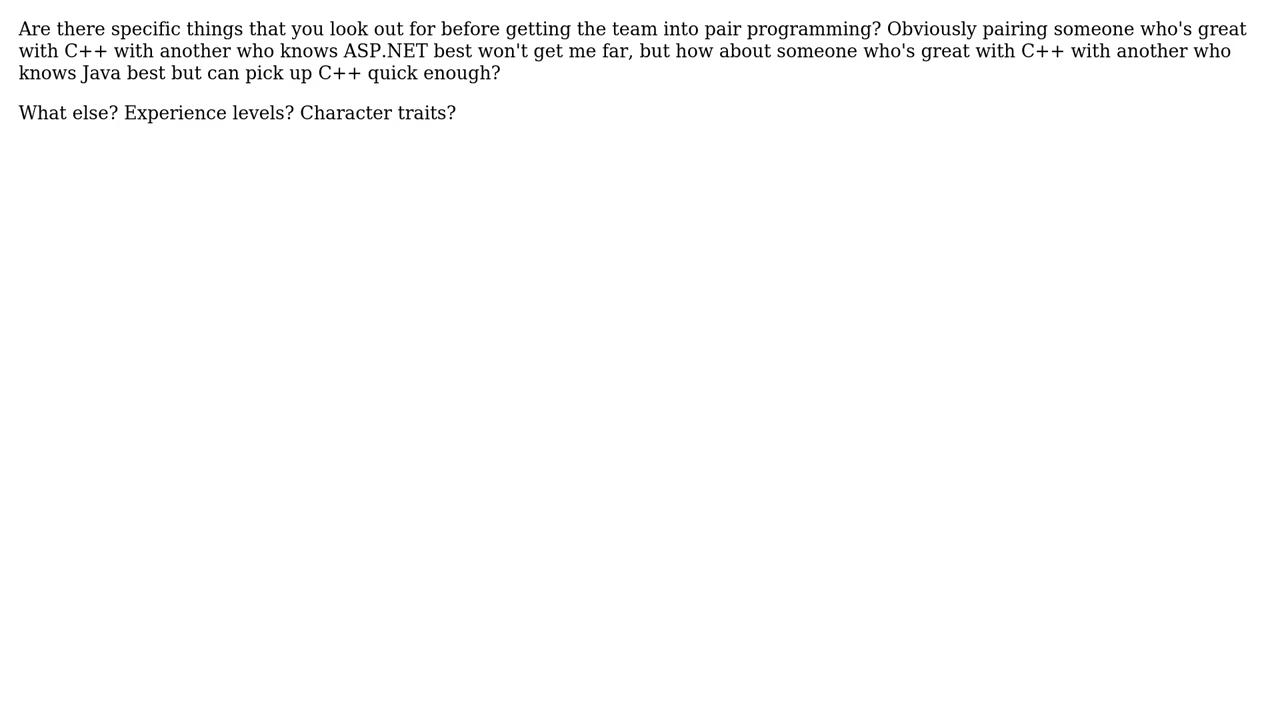 Are there specific things that you look out for before getting the team into pair programming? Obviously pairing someone who's great
with C++ with another who knows ASP.NET best won't get me far, but how about someone who's great with C++ with another who
knows Java best but can pick up C++ quick enough?
What else? Experience levels? Character traits?